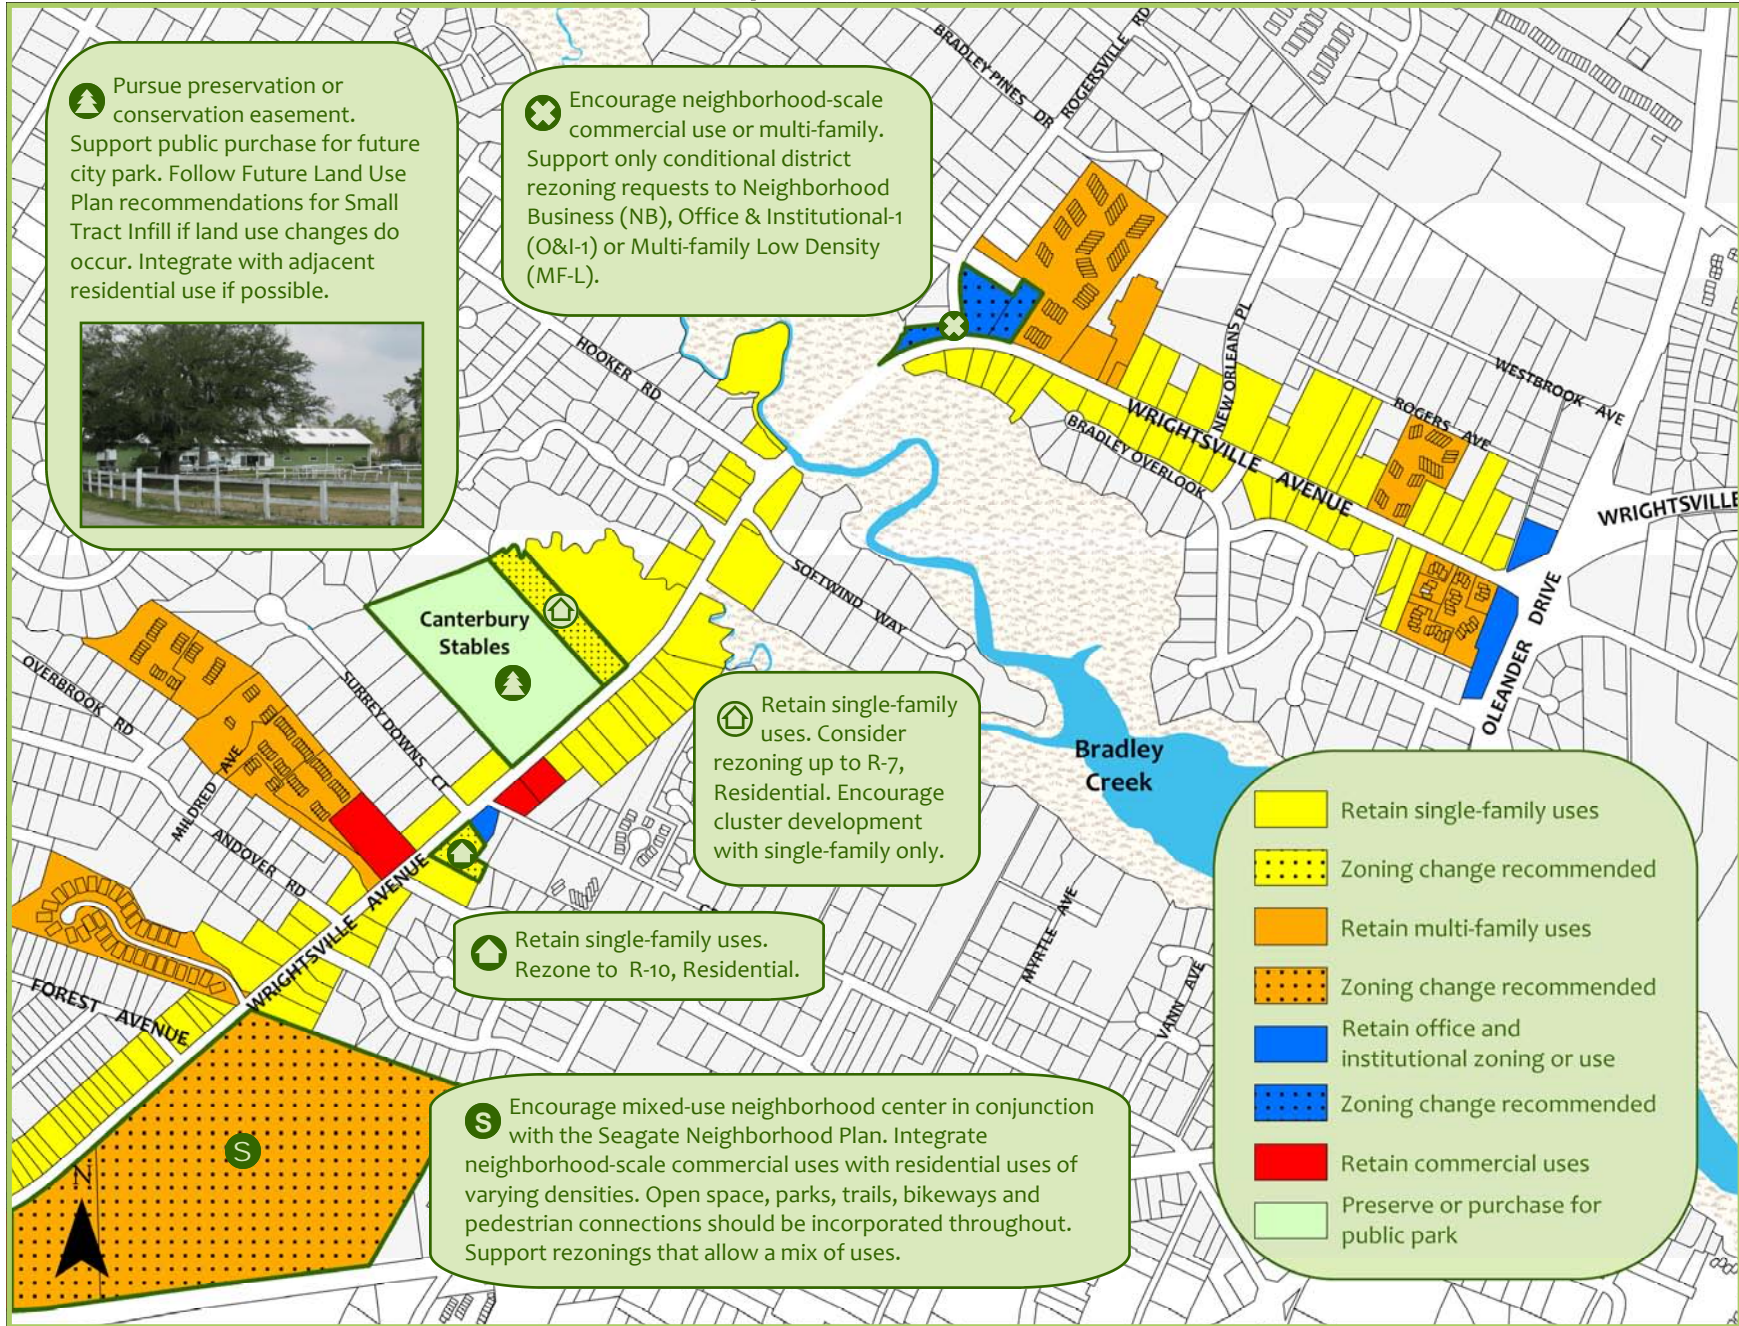 Pursue preservation or
conservation easement.
Support public purchase for future
city park. Follow Future Land Use
Plan recommendations for Small
Tract Infill if land use changes do
occur. Integrate with adjacent
residential use if possible.
Encourage neighborhood-scale
commercial use or multi-family.
Support only conditional district
rezoning requests to Neighborhood
Business (NB), Office & Institutional-1
(O&I-1) or Multi-family Low Density
(MF-L).
BRADLEY PINES DR
ROGERSVILLE RD
HOOKER RD
NEW ORLEANS PL
WESTBROOK AVE
ROGERS AVE
WRIGHTSVILLE AVENUE
BRADLEY OVERLOOK
WRIGHTSVILLE
SOFTWIND WAY
OLEANDER DRIVE
Canterbury
Stables
OVERBROOK RD
SURREY DOWNS CT
MILDRED AVE
ANDOVER RD
WRIGHTSVILLE AVENUE
FOREST AVENUE
Bradley
Creek
MYRTLE AVE
VANN AVE
Retain single-family
uses. Consider
rezoning up to R-7,
Residential. Encourage
cluster development
with single-family only.
Retain single-family uses.
Rezone to R-10, Residential.
S
N
S Encourage mixed-use neighborhood center in conjunction
with the Seagate Neighborhood Plan. Integrate
neighborhood-scale commercial uses with residential uses of
varying densities. Open space, parks, trails, bikeways and
pedestrian connections should be incorporated throughout.
Support rezonings that allow a mix of uses.
Retain single-family uses
Zoning change recommended
Retain multi-family uses
Zoning change recommended
Retain office and
institutional zoning or use
Zoning change recommended
Retain commercial uses
Preserve or purchase for
public park